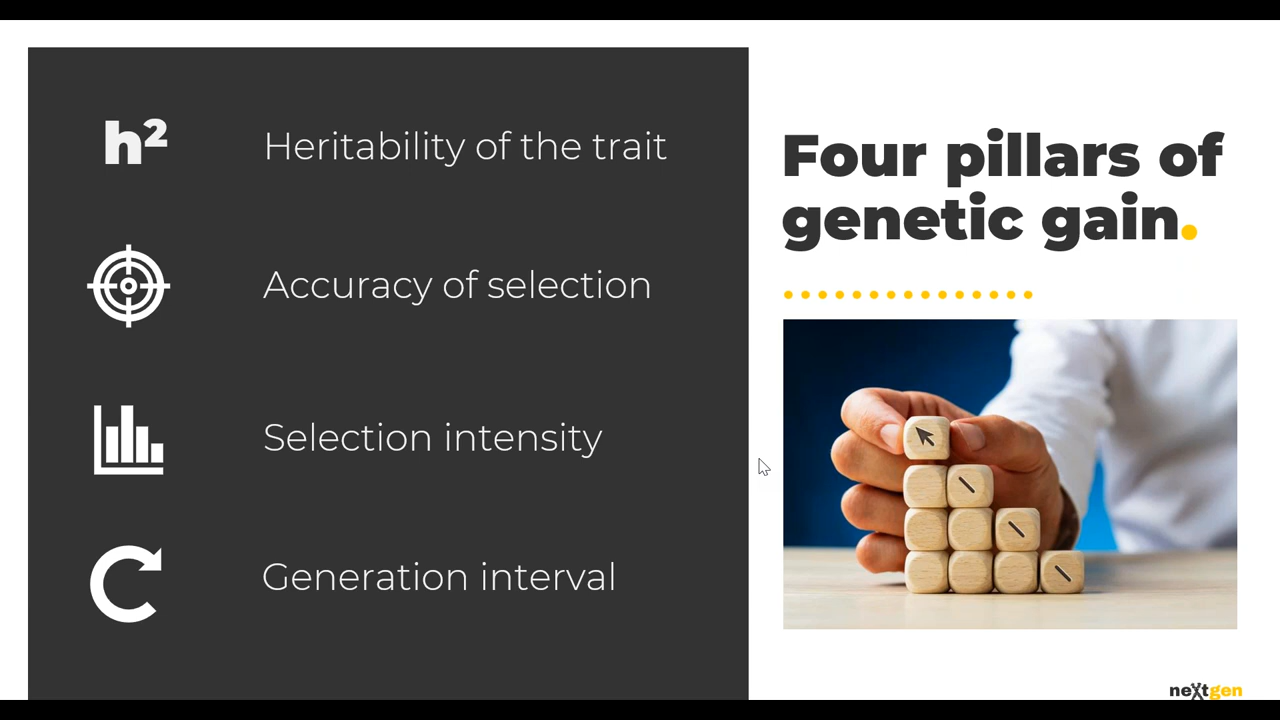 h²
Heritability of the trait
Accuracy of selection
Selection intensity
Generation interval
Four pillars of
genetic gain.
nextgen